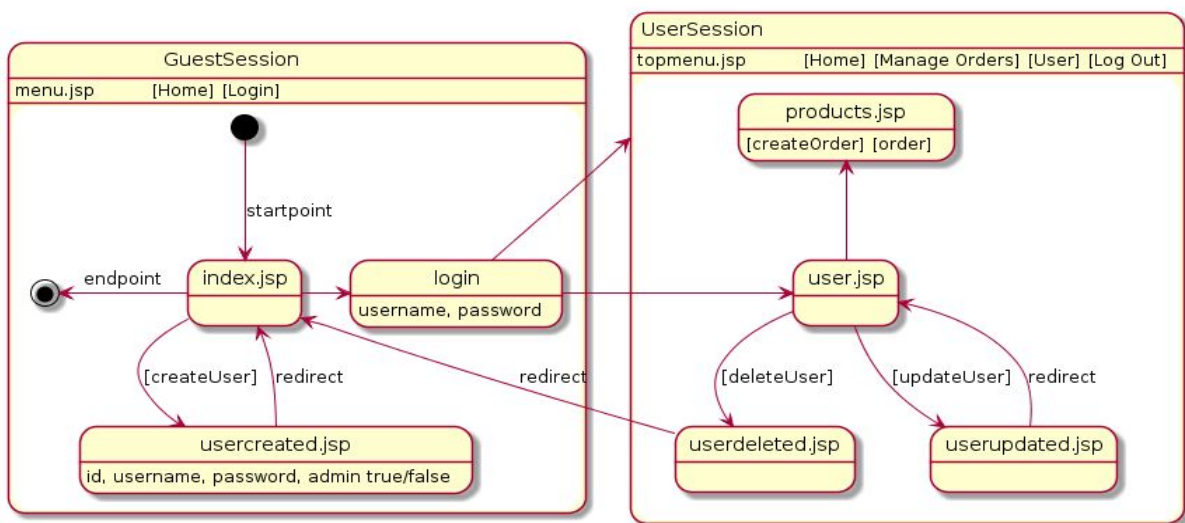 GuestSession
menu.jsp [Home] [Login]
startpoint
endpoint
index.jsp
login
username, password
[createUser]
redirect
usercreated.jsp
id, username, password, admin true/false
redirect
UserSession
topmenu.jsp [Home] [Manage Orders] [User] [Log Out]
products.jsp
[createOrder] [order]
user.jsp
[deleteUser]
[updateUser]
redirect
userdeleted.jsp
userupdated.jsp